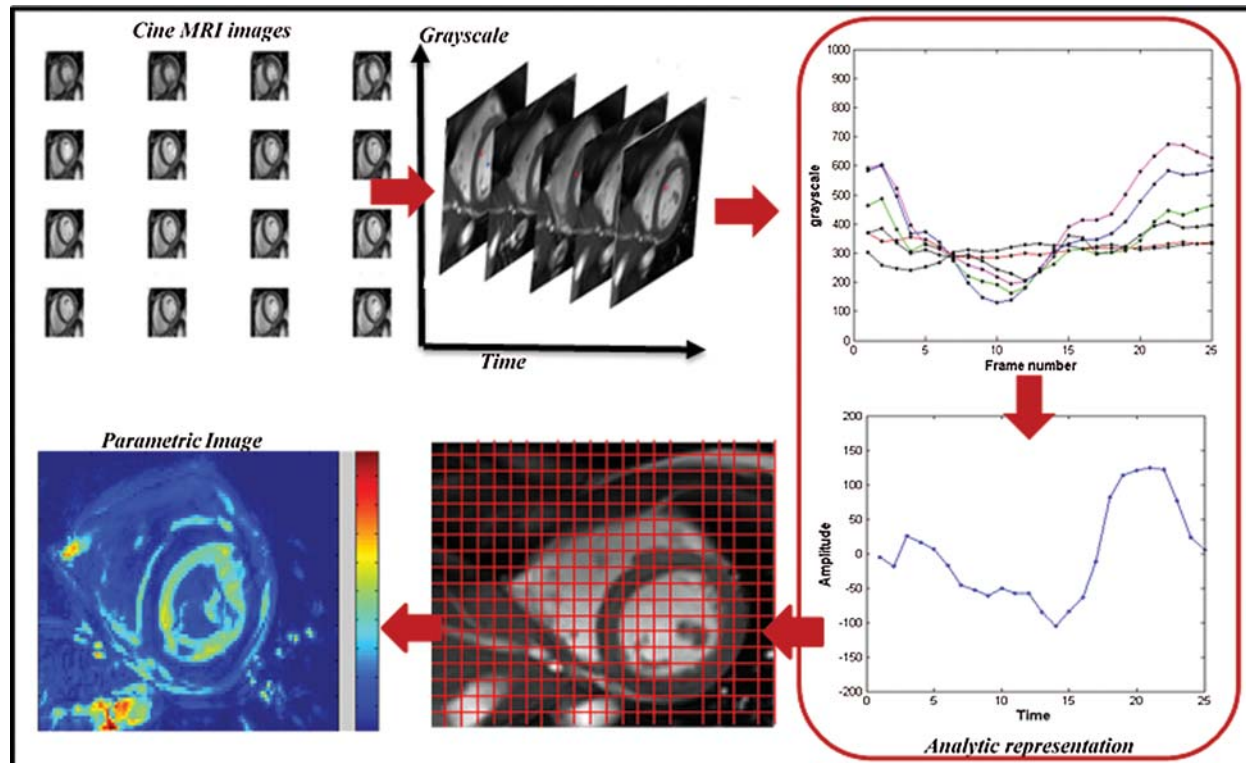 Cine MRI images
Grayscale
Time
1000
900
800
700
600
500
400
300
200
100
0
grayscale
0 5 10 15 20 25
Frame number
200
150
100
50
0
-50
-100
-150
-200
Amplitude
0 5 10 15 20 25
Time
Analytic representation
Parametric Image